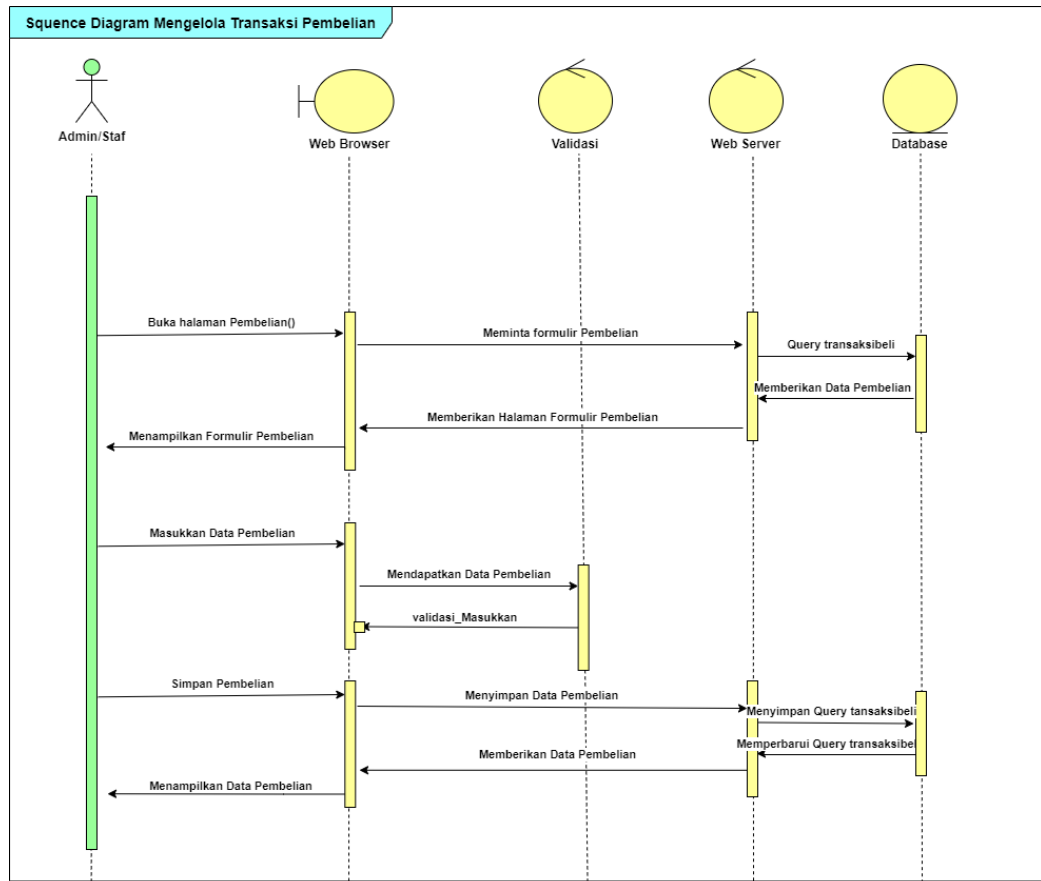 Squence Diagram Mengelola Transaksi Pembelian
Admin/Staf
Web Browser
Validasi
Web Server
Database
Buka halaman Pembelian()
Meminta formulir Pembelian
Query transaksibeli
Memberikan Data Pembelian
Memberikan Halaman Formulir Pembelian
Menampilkan Formulir Pembelian
Masukkan Data Pembelian
Mendapatkan Data Pembelian
validasi_Masukkan
Simpan Pembelian
Menyimpan Data Pembelian
Menyimpan Query tansaksibeli
Memperbarui Query transaksibel
Memberikan Data Pembelian
Menampilkan Data Pembelian